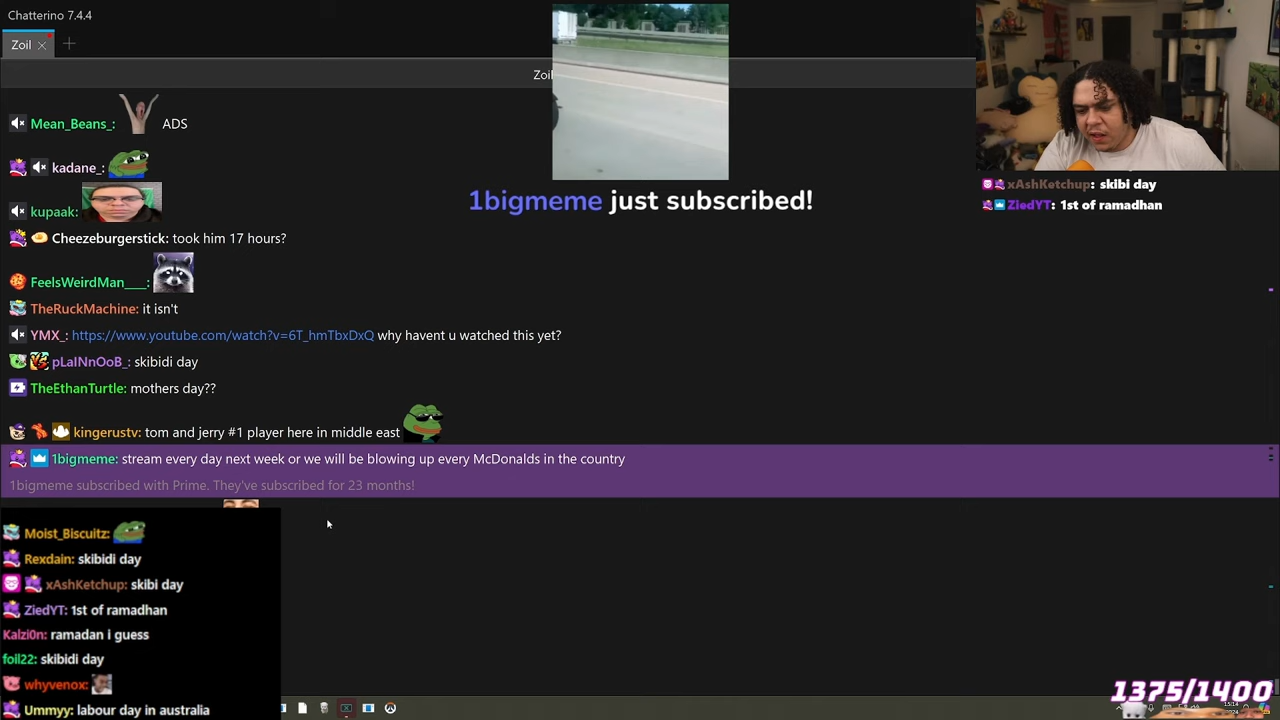 Chatterino 7.4.4
Zoil
Zoil
Mean_Beans_: ADS
kadane_:
kupaak:
Cheezeburgerstick: took him 17 hours?
FeelsWeirdMan____:
TheRuckMachine: it isn't
YMX_: https://www.youtube.com/watch?v=6T_hmTbxDxQ why havent u watched this yet?
pLaINnOoB_: skibidi day
TheEthanTurtle: mothers day??
kingerustv: tom and jerry #1 player here in middle east
1bigmeme: stream every day next week or we will be blowing up every McDonalds in the country
1bigmeme subscribed with Prime. They've subscribed for 23 months!
1bigmeme just subscribed!
xAshKetchup: skibi day
ZiedYT: 1st of ramadhan
Moist_Biscuitz:
Rexdain: skibidi day
xAshKetchup: skibi day
ZiedYT: 1st of ramadhan
Kalzi0n: ramadan i guess
foil22: skibidi day
whyvenox:
Ummyy: labour day in australia
1375/1400